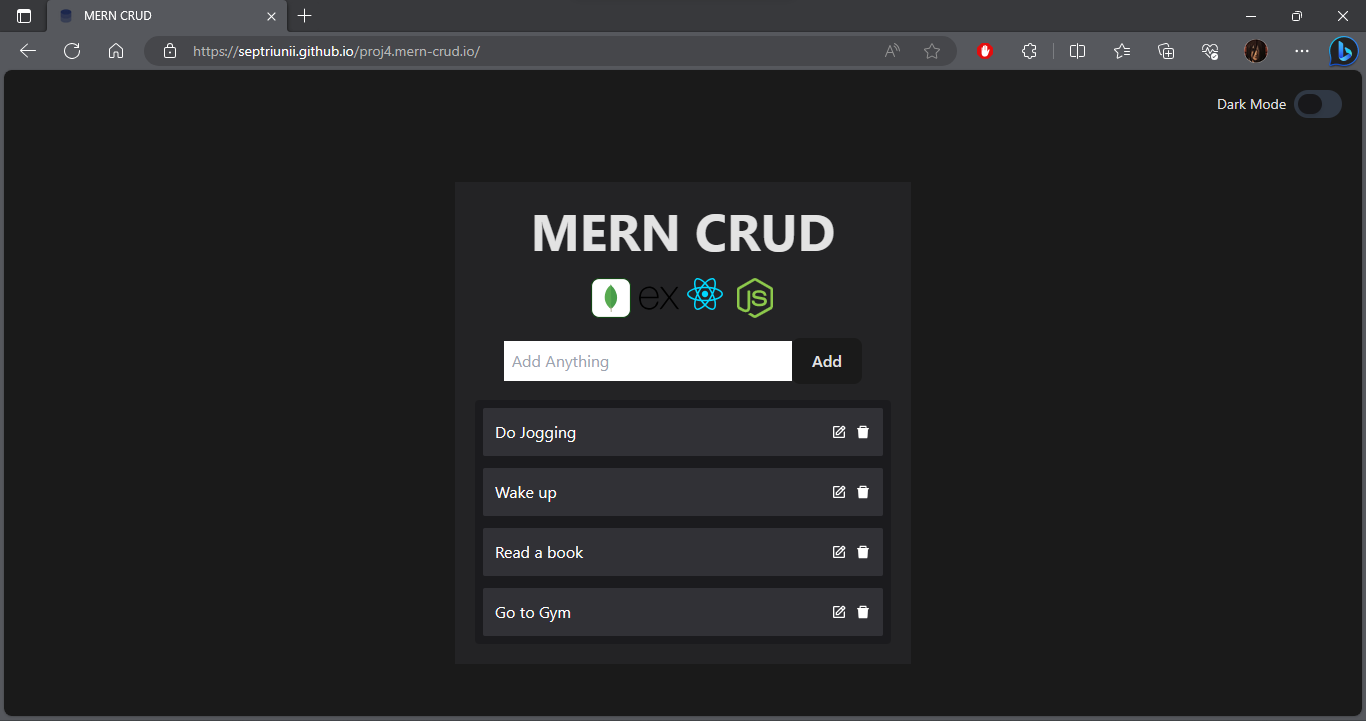 MERN CRUD
https://septriunii.github.io/proj4.mern-crud.io/
Dark Mode
MERN CRUD
ex
JS
Add Anything
Add
Do Jogging
Wake up
Read a book
Go to Gym